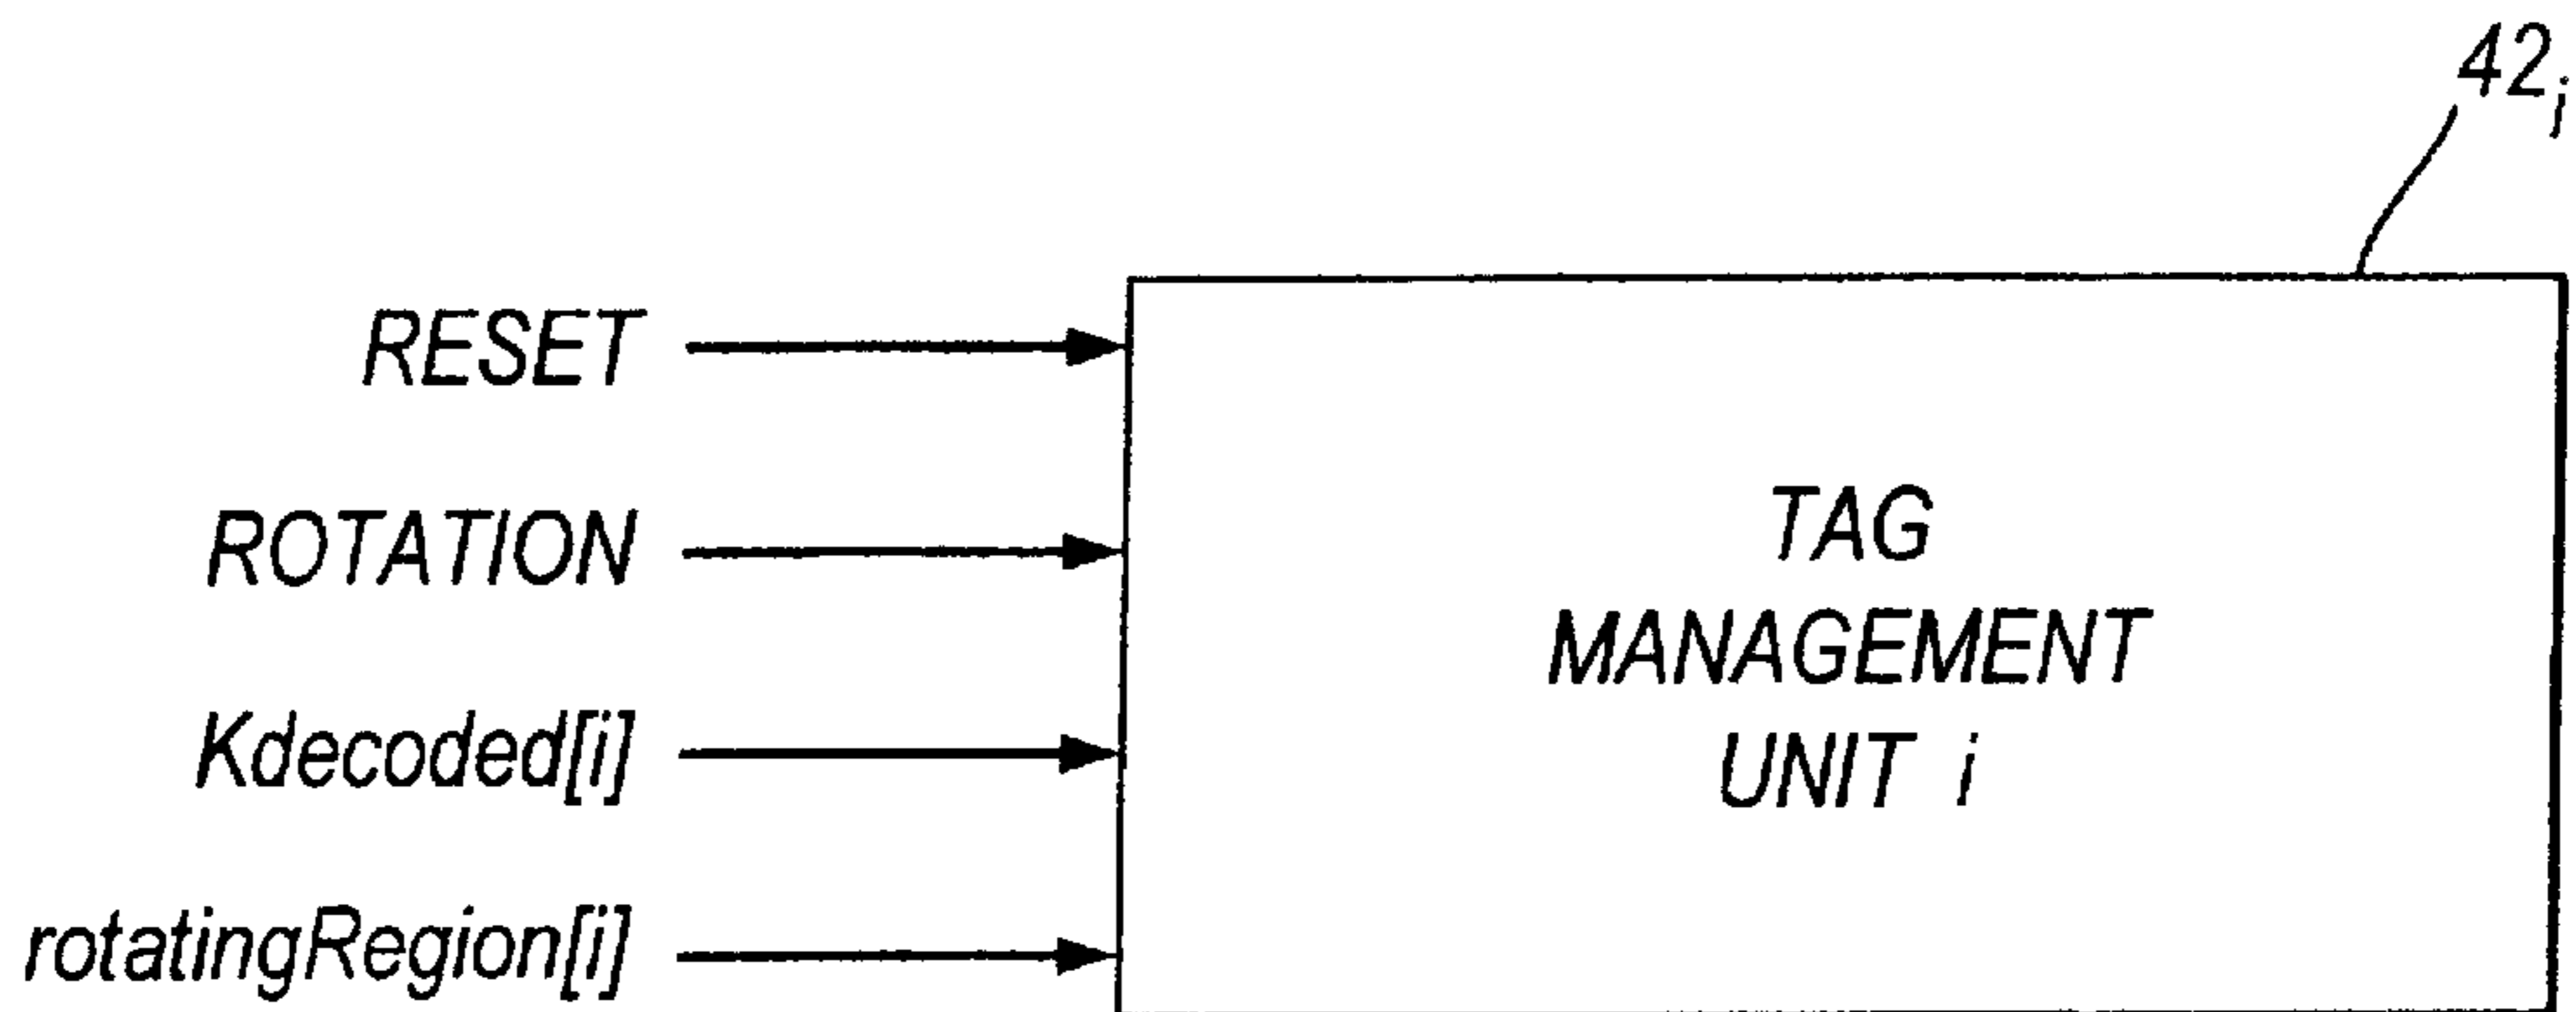 42i
RESET
ROTATION
Kdecoded[i]
rotatingRegion[i]
TAG
MANAGEMENT
UNIT i